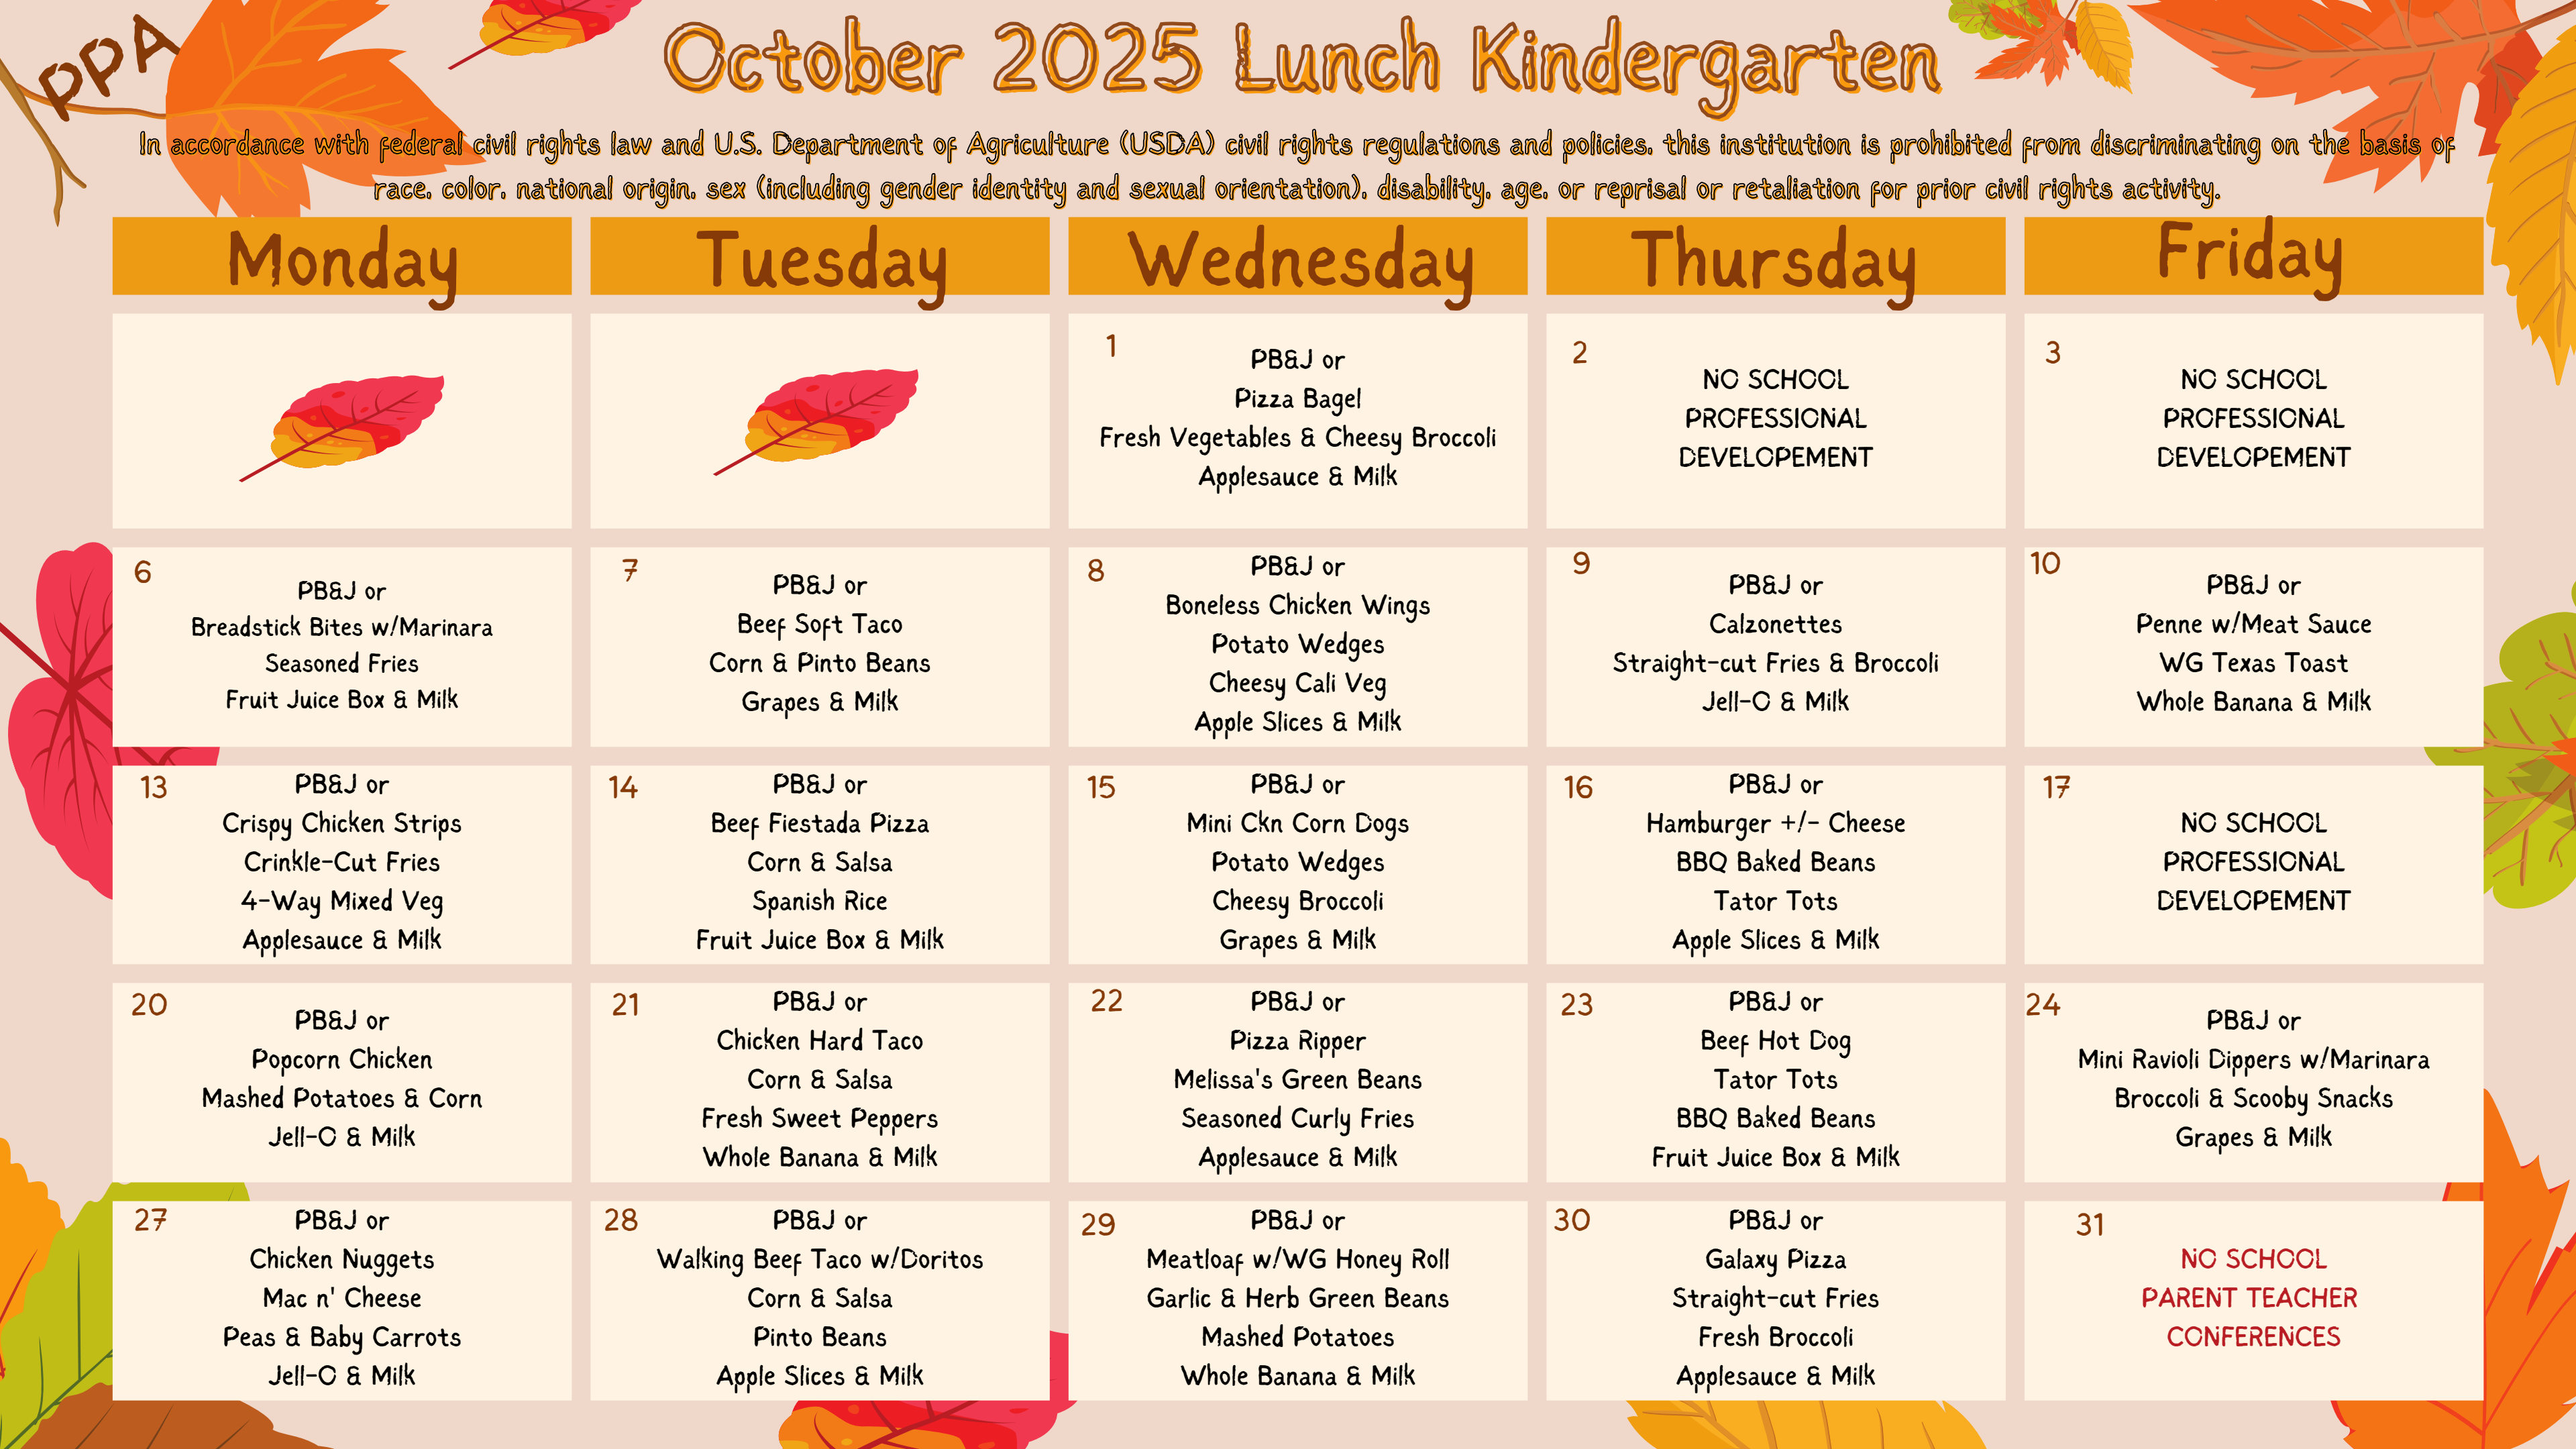 PPA
October 2025 Lunch Kindergarten
In accordance with federal civil rights law and U.S. Department of Agriculture (USDA) civil rights regulations and policies, this institution is prohibited from discriminating on the basis of
race, color, national origin, sex (including gender identity and sexual orientation), disability, age, or reprisal or retaliation for prior civil rights activity.
Monday
Tuesday
Wednesday
Thursday
Friday
1
PB&J or
Pizza Bagel
Fresh Vegetables & Cheesy Broccoli
Applesauce & Milk
2
NO SCHOOL
PROFESSIONAL
DEVELOPEMENT
3
NO SCHOOL
PROFESSIONAL
DEVELOPEMENT
6
PB&J or
Breadstick Bites w/Marinara
Seasoned Fries
Fruit Juice Box & Milk
7
PB&J or
Beef Soft Taco
Corn & Pinto Beans
Grapes & Milk
8
PB&J or
Boneless Chicken Wings
Potato Wedges
Cheesy Cali Veg
Apple Slices & Milk
9
PB&J or
Calzonettes
Straight-cut Fries & Broccoli
Jell-O & Milk
10
PB&J or
Penne w/Meat Sauce
WG Texas Toast
Whole Banana & Milk
13
PB&J or
Crispy Chicken Strips
Crinkle-Cut Fries
4-Way Mixed Veg
Applesauce & Milk
14
PB&J or
Beef Fiestada Pizza
Corn & Salsa
Spanish Rice
Fruit Juice Box & Milk
15
PB&J or
Mini Ckn Corn Dogs
Potato Wedges
Cheesy Broccoli
Grapes & Milk
16
PB&J or
Hamburger +/- Cheese
BBQ Baked Beans
Tator Tots
Apple Slices & Milk
17
NO SCHOOL
PROFESSIONAL
DEVELOPEMENT
20
PB&J or
Popcorn Chicken
Mashed Potatoes & Corn
Jell-O & Milk
21
PB&J or
Chicken Hard Taco
Corn & Salsa
Fresh Sweet Peppers
Whole Banana & Milk
22
PB&J or
Pizza Ripper
Melissa's Green Beans
Seasoned Curly Fries
Applesauce & Milk
23
PB&J or
Beef Hot Dog
Tator Tots
BBQ Baked Beans
Fruit Juice Box & Milk
24
PB&J or
Mini Ravioli Dippers w/Marinara
Broccoli & Scooby Snacks
Grapes & Milk
27
PB&J or
Chicken Nuggets
Mac n' Cheese
Peas & Baby Carrots
Jell-O & Milk
28
PB&J or
Walking Beef Taco w/Doritos
Corn & Salsa
Pinto Beans
Apple Slices & Milk
29
PB&J or
Meatloaf w/WG Honey Roll
Garlic & Herb Green Beans
Mashed Potatoes
Whole Banana & Milk
30
PB&J or
Galaxy Pizza
Straight-cut Fries
Fresh Broccoli
Applesauce & Milk
31
NO SCHOOL
PARENT TEACHER
CONFERENCES